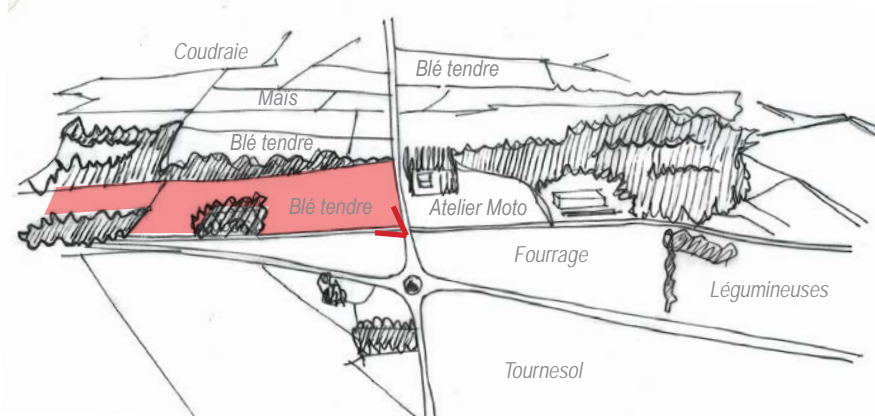 Coudraie
Blé tendre
Maïs
Blé tendre
Blé tendre
Atelier Moto
Fourrage
Légumineuses
Tournesol